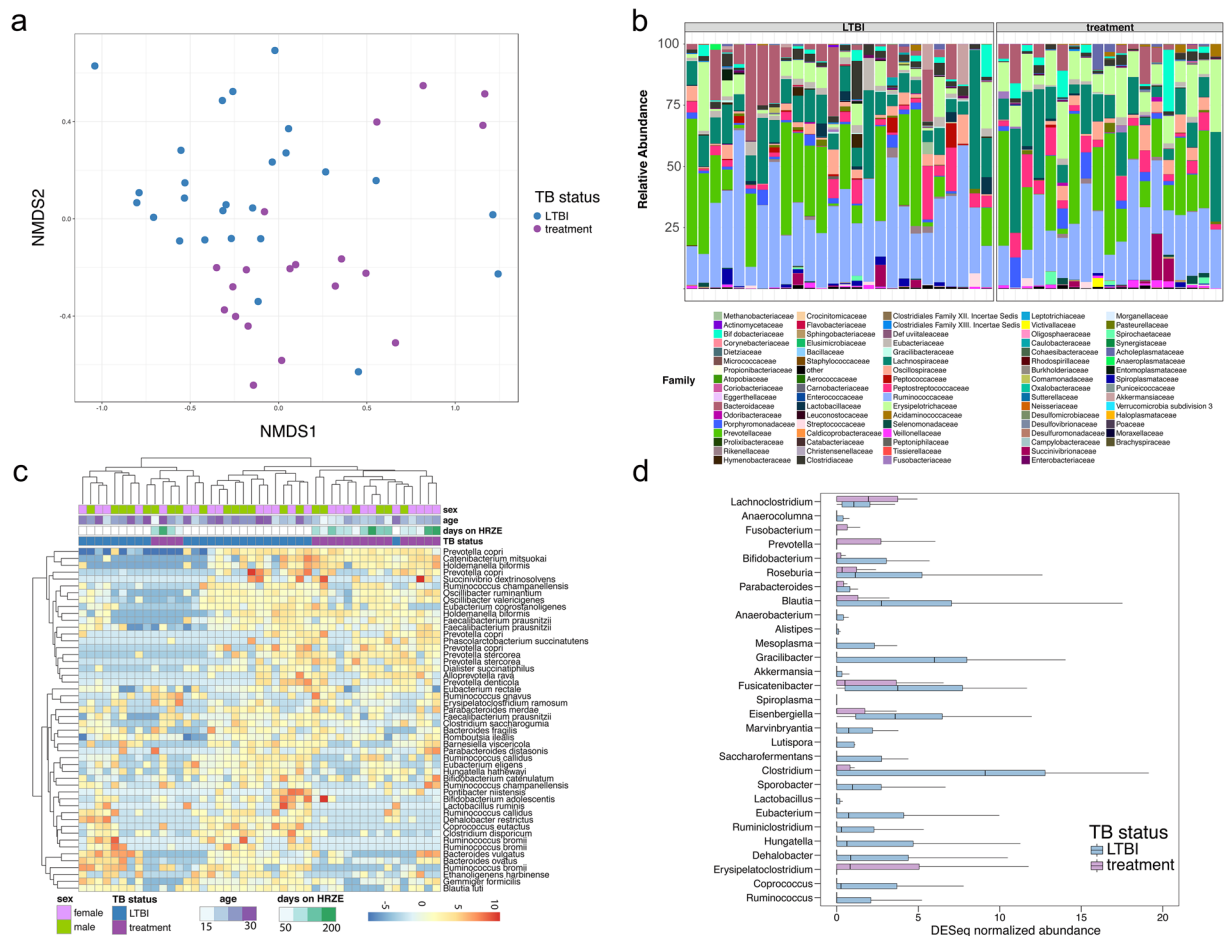 a
0.4
0.0
-0.4
-1.0
-0.5
0.0
0.5
1.0
NMDS1
NMDS2
TB status
LTBI
treatment
b
LTBI
treatment
100
75
50
25
Relative Abundance
Family
Methanobacteriaceae
Actinomycetaceae
Bifidobacteriaceae
Corynebacteriaceae
Dietziaceae
Micrococcaceae
Propionibacteriaceae
Atopobiaceae
Coriobacteriaceae
Eggerthellaceae
Bacteroidaceae
Odoribacteraceae
Porphyromonadaceae
Prevotellaceae
Prolixibacteraceae
Rikenellaceae
Hymenobacteraceae
Crocinitomicaceae
Flavobacteriaceae
Sphingobacteriaceae
Elusimicrobiaceae
Bacillaceae
Staphylococcaceae
other
Aerococcaceae
Carnobacteriaceae
Enterococcaceae
Lactobacillaceae
Leuconostocaceae
Streptococcaceae
Caldicoprobacteraceae
Catabacteriaceae
Christensenellaceae
Clostridiaceae
Clostridiales Family XII. Incertae Sedis
Clostridiales Family XIII. Incertae Sedis
Defluviitaleaceae
Eubacteriaceae
Gracilibacteraceae
Lachnospiraceae
Oscillospiraceae
Peptococcaceae
Peptostreptococcaceae
Ruminococcaceae
Erysipelotrichaceae
Acidaminococcaceae
Selenomonadaceae
Veillonellaceae
Peptoniphilaceae
Tissierellaceae
Fusobacteriaceae
Leptotrichiaceae
Victivallaceae
Oligosphaeraceae
Caulobacteraceae
Cohaesibacteraceae
Rhodospirillaceae
Burkholderiaceae
Comamonadaceae
Oxalobacteraceae
Sutterellaceae
Neisseriaceae
Desulfomicrobiaceae
Desulfovibrionaceae
Desulfuromonadaceae
Campylobacteraceae
Succinivibrionaceae
Enterobacteriaceae
Morganellaceae
Pasteurellaceae
Spirochaetaceae
Synergistaceae
Acholeplasmataceae
Anaeroplasmataceae
Entomoplasmataceae
Spiroplasmataceae
Puniceicoccaceae
Akkermansiaceae
Verrucomicrobia subdivision 3
Haloplasmataceae
Poaceae
Moraxellaceae
Brachyspiraceae
c
sex
age
days on HRZE
TB status
Prevotella copri
Catenibacterium mitsuokai
Holdemanella biformis
Prevotella copri
Succinivibrio dextrinosolvens
Ruminococcus champanellensis
Oscillibacter ruminantium
Oscillibacter valericigenes
Eubacterium coprostanoligenes
Holdemanella biformis
Faecalibacterium prausnitzii
Faecalibacterium prausnitzii
Prevotella copri
Phascolarctobacterium succinatutens
Prevotella copri
Prevotella stercorea
Prevotella stercorea
Dialister succinatiphilus
Alloprevotella rava
Prevotella denticola
Eubacterium rectale
Ruminococcus gnavus
Erysipelatoclostridium ramosum
Parabacteroides merdae
Faecalibacterium prausnitzii
Clostridium saccharogumia
Bacteroides fragilis
Romboutsia ilealis
Barnesiella viscericola
Parabacteroides distasonis
Ruminococcus callidus
Eubacterium eligens
Hungatella hathewayi
Bifidobacterium catenulatum
Ruminococcus champanellensis
Pontibacter niistensis
Bifidobacterium adolescentis
Lactobacillus ruminis
Ruminococcus callidus
Dehalobacter restrictus
Coprococcus eutactus
Clostridium disporicum
Ruminococcus bromii
Ruminococcus bromii
Bacteroides vulgatus
Bacteroides ovatus
Ruminococcus bromii
Ethanoligenens harbinense
Gemmiger formicilis
Blautia luti
sex
female
male
TB status
LTBI
treatment
age
15 30
days on HRZE
50 200
-5 0 5 10
d
Lachnoclostridium
Anaerocolumna
Fusobacterium
Prevotella
Bifidobacterium
Roseburia
Parabacteroides
Blautia
Anaerobacterium
Alistipes
Mesoplasma
Gracilibacter
Akkermansia
Fusicatenibacter
Spiroplasma
Eisenbergiella
Marvinbryantia
Lutispora
Saccharofermentans
Clostridium
Sporobacter
Lactobacillus
Eubacterium
Ruminiclostridium
Hungatella
Dehalobacter
Erysipelatoclostridium
Coprococcus
Ruminococcus
0 5 10 15 20
DESeq normalized abundance
TB status
LTBI
treatment